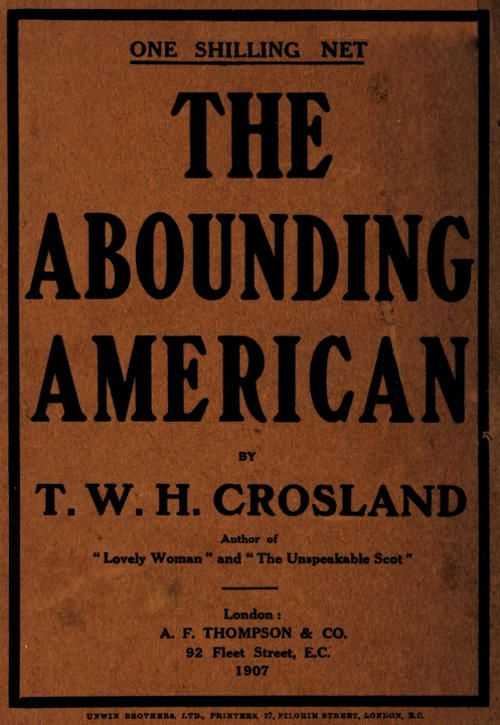 ONE SHILLING NET
THE
ABOUNDING
AMERICAN
BY
T. W. H. CROSLAND
Author of
"Lovely Woman" and "The Unspeakable Scot"
London:
A. F. THOMPSON & CO.
92 Fleet Street, E.C.
1907
UNWIN BROTHERS, LTD., PRINTERS, 27, PILGRIM STREET, LONDON, E.C.